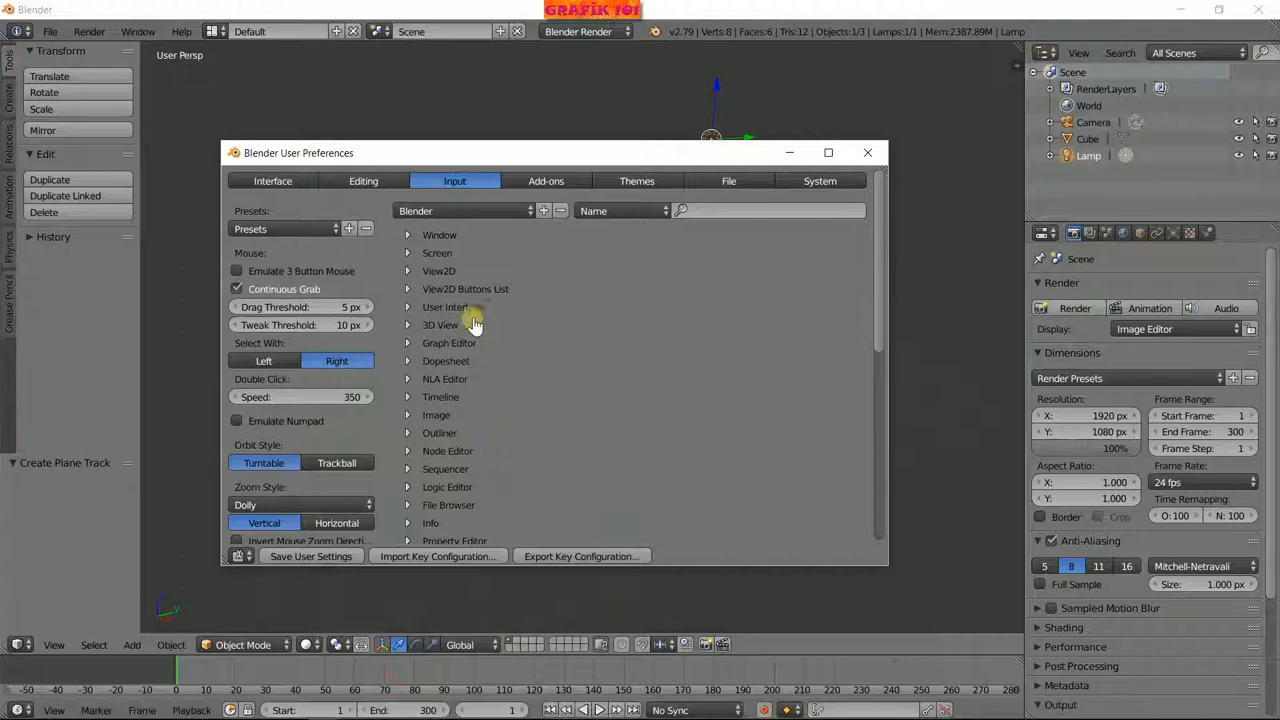 Blender
GRAFİK 101
File Render Window Help Default Scene Blender Render v2.79 | Verts:8 | Faces:6 | Tris:12 | Objects:1/3 | Lamps:1/1 | Mem:2387.89M | Lamp
Tools
Create
Relations
Animation
Physics
Grease Pencil
Transform
Translate
Rotate
Scale
Mirror
Edit
Duplicate
Duplicate Linked
Delete
History
Create Plane Track
User Persp
Blender User Preferences
Interface Editing Input Add-ons Themes File System
Presets:
Presets
Mouse:
Emulate 3 Button Mouse
Continuous Grab
Drag Threshold: 5 px
Tweak Threshold: 10 px
Select With:
Left Right
Double Click:
Speed: 350
Emulate Numpad
Orbit Style:
Turntable Trackball
Zoom Style:
Dolly
Vertical Horizontal
Invert Mouse Zoom Directi...
Blender Name
Window
Screen
View2D
View2D Buttons List
User Interf
3D View
Graph Editor
Dopesheet
NLA Editor
Timeline
Image
Outliner
Node Editor
Sequencer
Logic Editor
File Browser
Info
Property Editor
Save User Settings Import Key Configuration... Export Key Configuration...
View Search All Scenes
Scene
RenderLayers
World
Camera
Cube
Lamp
Scene
Render
Render Animation Audio
Display: Image Editor
Dimensions
Render Presets
Resolution: Frame Range:
X: 1920 px Start Frame: 1
Y: 1080 px End Frame: 300
100% Frame Step: 1
Aspect Ratio: Frame Rate:
X: 1.000 24 fps
Y: 1.000 Time Remapping:
Border Crop O: 100 N: 100
Anti-Aliasing
5 8 11 16 Mitchell-Netravali
Full Sample Size: 1.000 px
Sampled Motion Blur
Shading
Performance
Post Processing
Metadata
Output
View Select Add Object Object Mode Global
-50 -40 -30 -20 -10 0 10 20 30 40 50 60 70 80 90 100 110 120 130 140 150 160 170 180 190 200 210 220 230 240 250 260 270 280
View Marker Frame Playback Start: 1 End: 300 1 No Sync